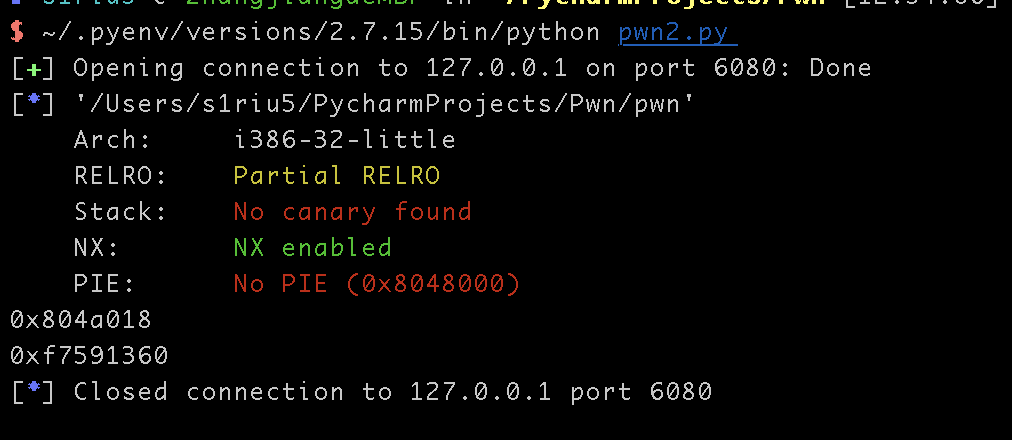 $ ~/.pyenv/versions/2.7.15/bin/python pwn2.py
[+] Opening connection to 127.0.0.1 on port 6080: Done
[*] '/Users/s1riu5/PycharmProjects/Pwn/pwn'
    Arch:     i386-32-little
    RELRO:    Partial RELRO
    Stack:    No canary found
    NX:       NX enabled
    PIE:      No PIE (0x8048000)
0x804a018
0xf7591360
[*] Closed connection to 127.0.0.1 port 6080